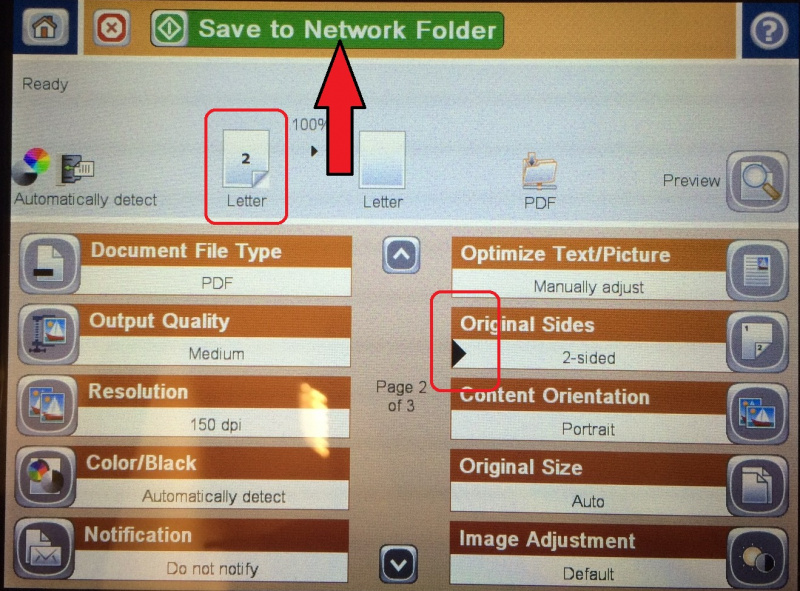 Save to Network Folder
?
Ready
100%
2
Automatically detect
Letter
Letter
PDF
Preview
Document File Type
PDF
Output Quality
Medium
Resolution
150 dpi
Color/Black
Automatically detect
Notification
Do not notify
Page 2
of 3
Optimize Text/Picture
Manually adjust
Original Sides
2-sided
1
2
Content Orientation
Portrait
Original Size
Auto
Image Adjustment
Default